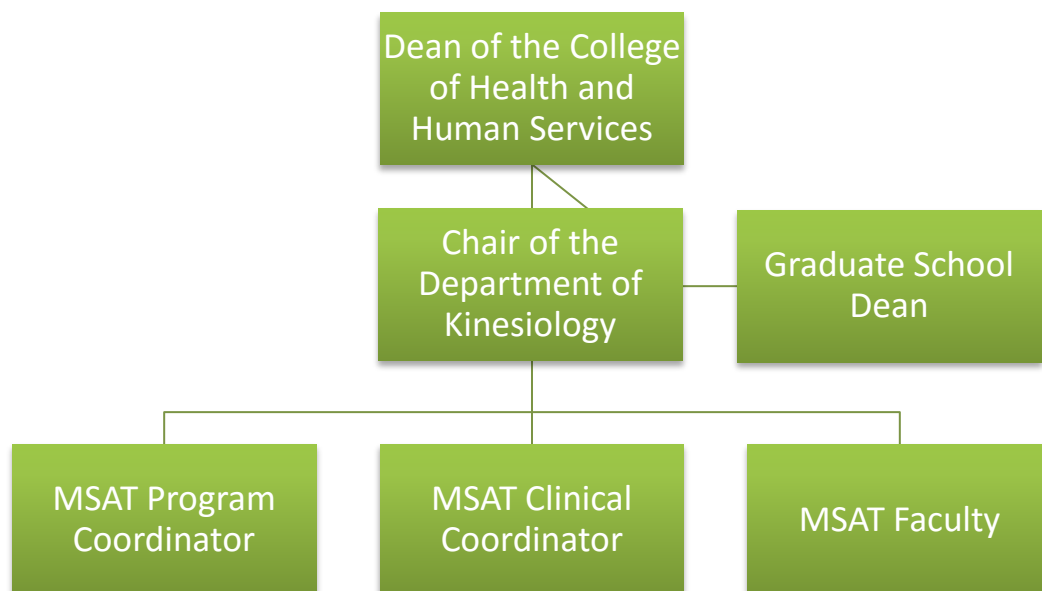 Dean of the College
of Health and
Human Services
Chair of the
Department of
Kinesiology
Graduate School
Dean
MSAT Program
Coordinator
MSAT Clinical
Coordinator
MSAT Faculty